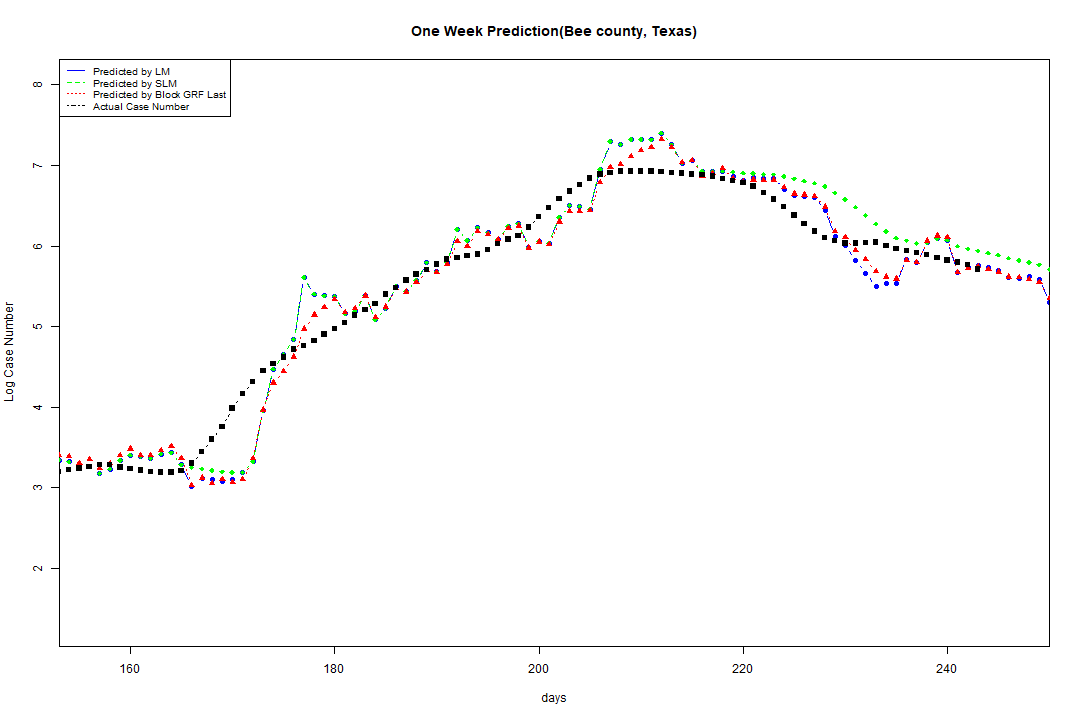 One Week Prediction(Bee county, Texas)
Predicted by LM
Predicted by SLM
Predicted by Block GRF Last
Actual Case Number
8
7
6
5
4
3
2
Log Case Number
160
180
200
220
240
days